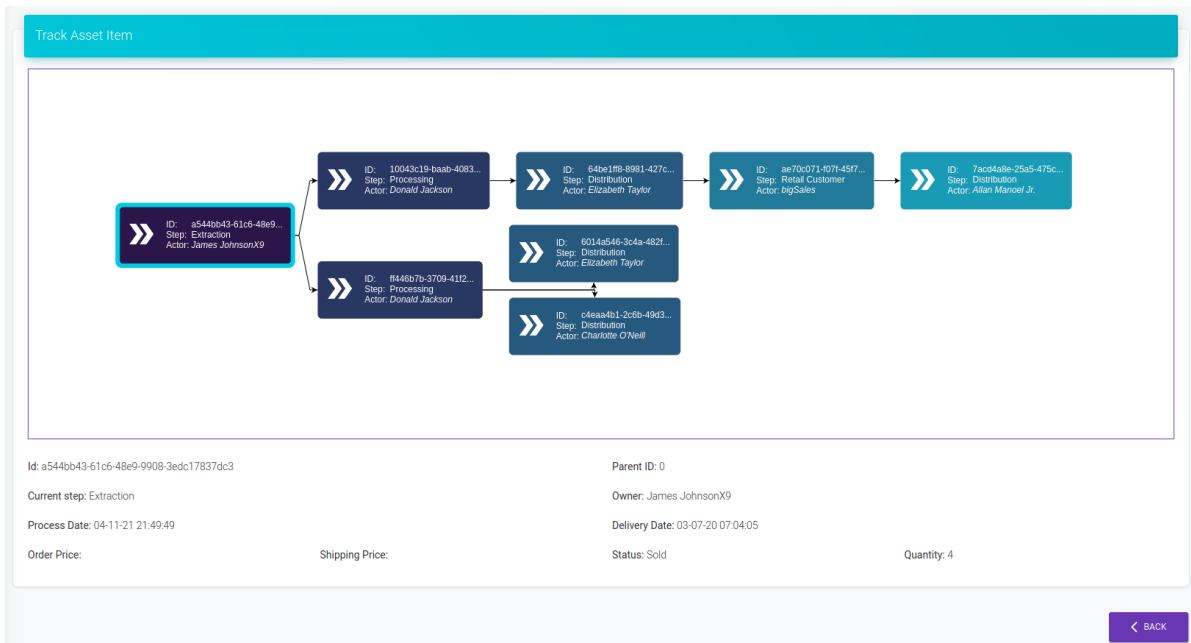 Track Asset Item
ID: 10043c19-baab-4083...
Step: Processing
Actor: Donald Jackson
ID: 64be1ff8-8981-427c...
Step: Distribution
Actor: Elizabeth Taylor
ID: ae70c071-f07f-45f7...
Step: Retail Customer
Actor: bigSales
ID: 7acd4a8e-25a5-475c...
Step: Distribution
Actor: Allan Manoel Jr.
ID: a544bb43-61c6-48e9...
Step: Extraction
Actor: James JohnsonX9
ID: 6014a546-3c4a-482f...
Step: Distribution
Actor: Elizabeth Taylor
ID: ff446b7b-3709-41f2...
Step: Processing
Actor: Donald Jackson
ID: c4eaa4b1-2c6b-49d3...
Step: Distribution
Actor: Charlotte O'Neill
Id: a544bb43-61c6-48e9-9908-3edc17837dc3
Parent ID: 0
Current step: Extraction
Owner: James JohnsonX9
Process Date: 04-11-21 21:49:49
Delivery Date: 03-07-20 07:04:05
Order Price:
Shipping Price:
Status: Sold
Quantity: 4
BACK